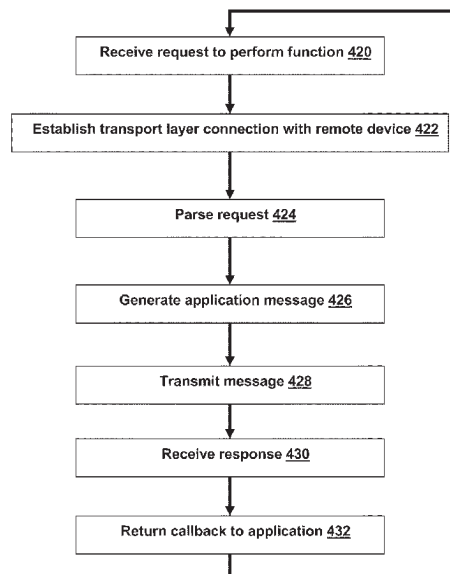 Receive request to perform function 420
Establish transport layer connection with remote device 422
Parse request 424
Generate application message 426
Transmit message 428
Receive response 430
Return callback to application 432